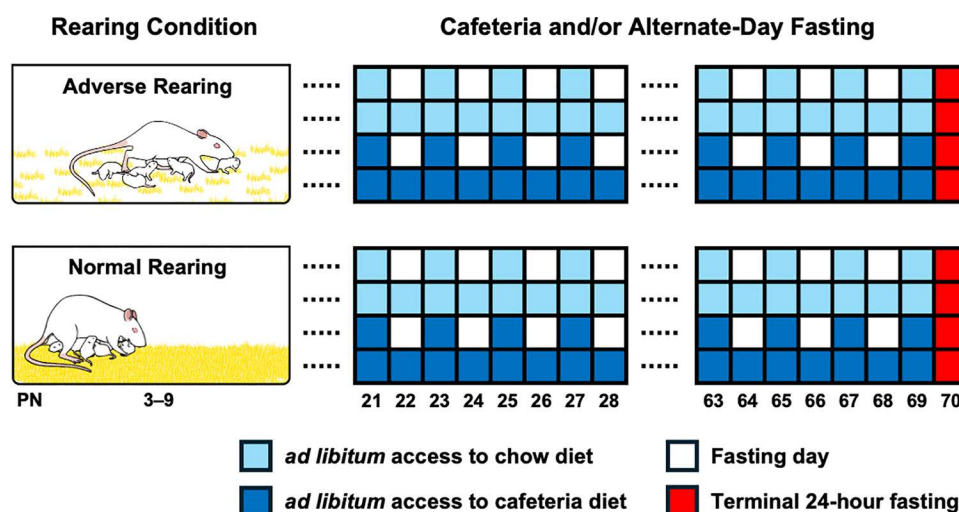 Rearing Condition
Cafeteria and/or Alternate-Day Fasting
Adverse Rearing
.....
.....
.....
.....
.....
.....
.....
.....
Normal Rearing
.....
.....
.....
.....
.....
.....
.....
.....
PN 3–9 21 22 23 24 25 26 27 28 63 64 65 66 67 68 69 70
ad libitum access to chow diet
Fasting day
ad libitum access to cafeteria diet
Terminal 24-hour fasting